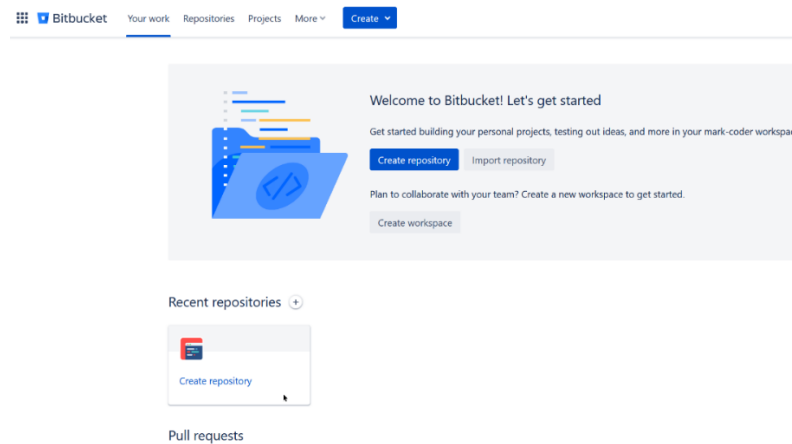 Bitbucket Your work Repositories Projects More Create
Welcome to Bitbucket! Let's get started
Get started building your personal projects, testing out ideas, and more in your mark-coder workspac
Create repository Import repository
Plan to collaborate with your team? Create a new workspace to get started.
Create workspace
Recent repositories
Create repository
Pull requests